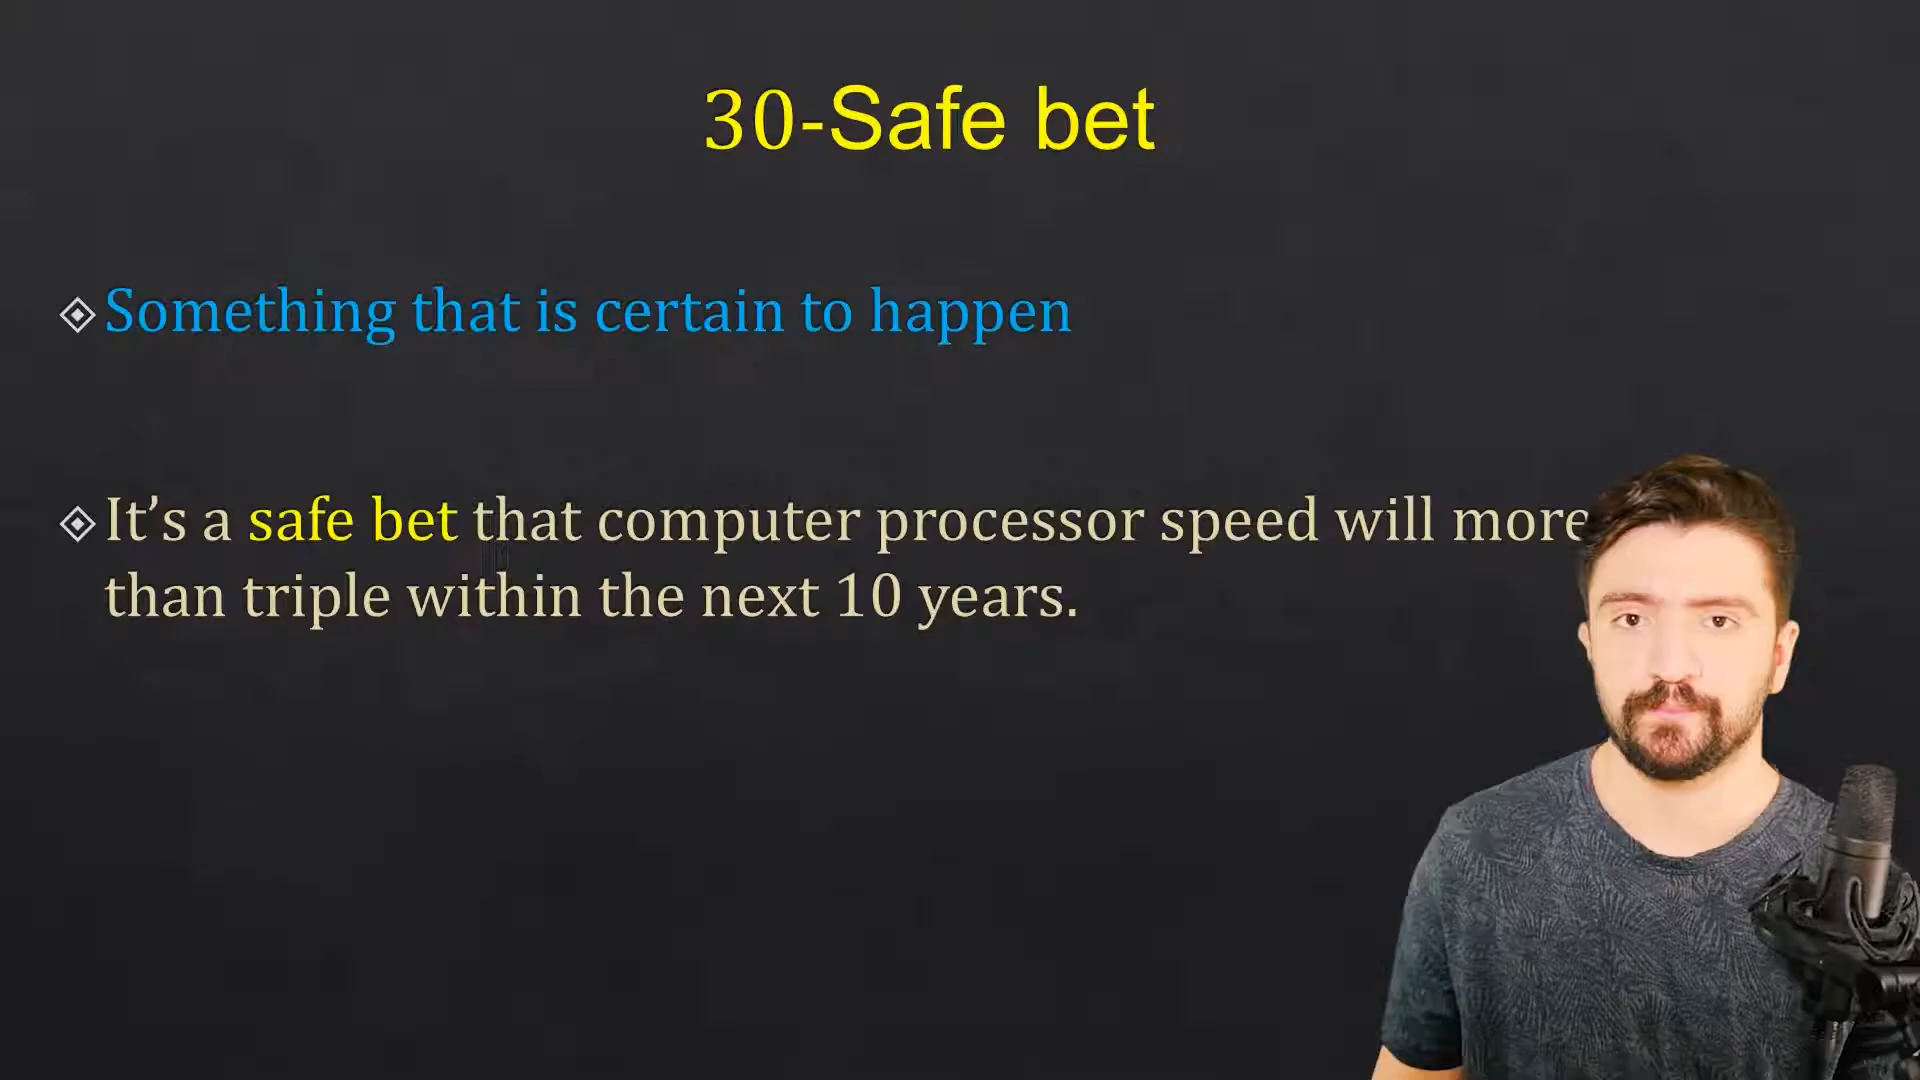 30-Safe bet
Something that is certain to happen
It’s a safe bet that computer processor speed will more
than triple within the next 10 years.